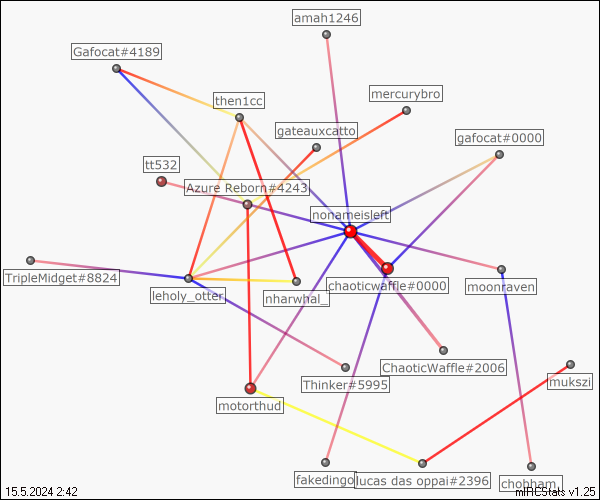 amah1246
Gafocat#4189
mercurybro
then1cc
gateauxcatto
gafocat#0000
tt532
Azure Reborn#4243
nonameisleft
TripleMidget#8824
chaoticwaffle#0000
moonraven
leholy_otter
nharwhal_
ChaoticWaffle#2006
Thinker#5995
mukszi
motorthud
fakedingo
lucas das oppai#2396
chobham_
15.5.2024 2:42
mIRCStats v1.25